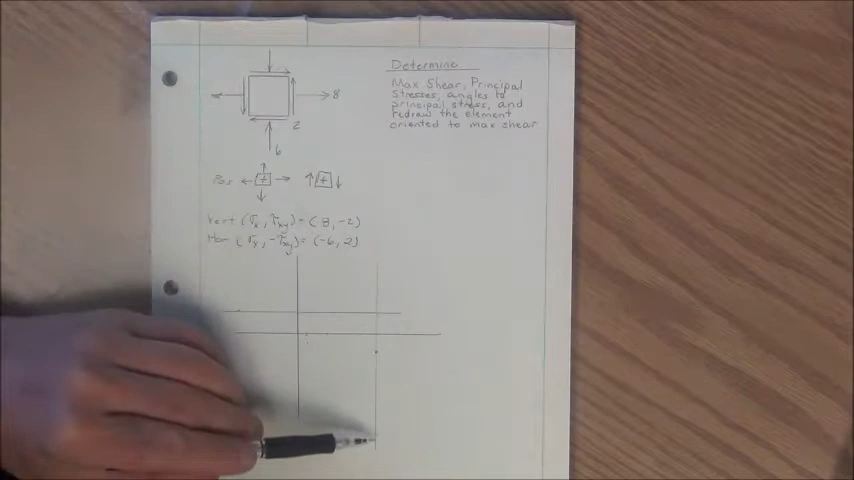 8
2
6
Determine
Max Shear, Principal
Stresses, angles to
principal stress, and
redraw the element
oriented to max shear
Pos + +
Vert (σx, τxy) = (8, -2)
Hor (σx, -τxy) = (-6, 2)